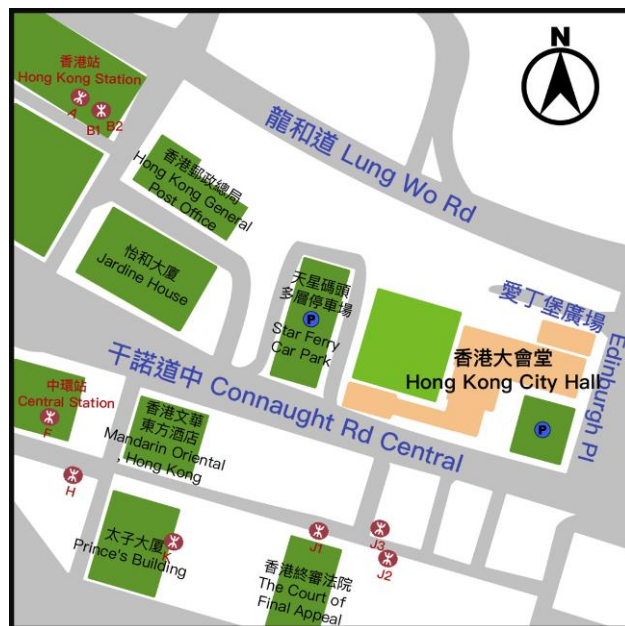 N
香港站
Hong Kong Station
A
B1
B2
龍和道 Lung Wo Rd
香港郵政總局
Hong Kong General
Post Office
怡和大廈
Jardine House
天星碼頭
多層停車場
P
Star Ferry
Car Park
愛丁堡廣場
Edinburgh Pl
香港大會堂
Hong Kong City Hall
P
干諾道中 Connaught Rd Central
中環站
Central Station
F
香港文華
東方酒店
Mandarin Oriental
, Hong Kong
H
太子大廈
Prince's Building
K
J1
J3
J2
香港終審法院
The Court of
Final Appeal